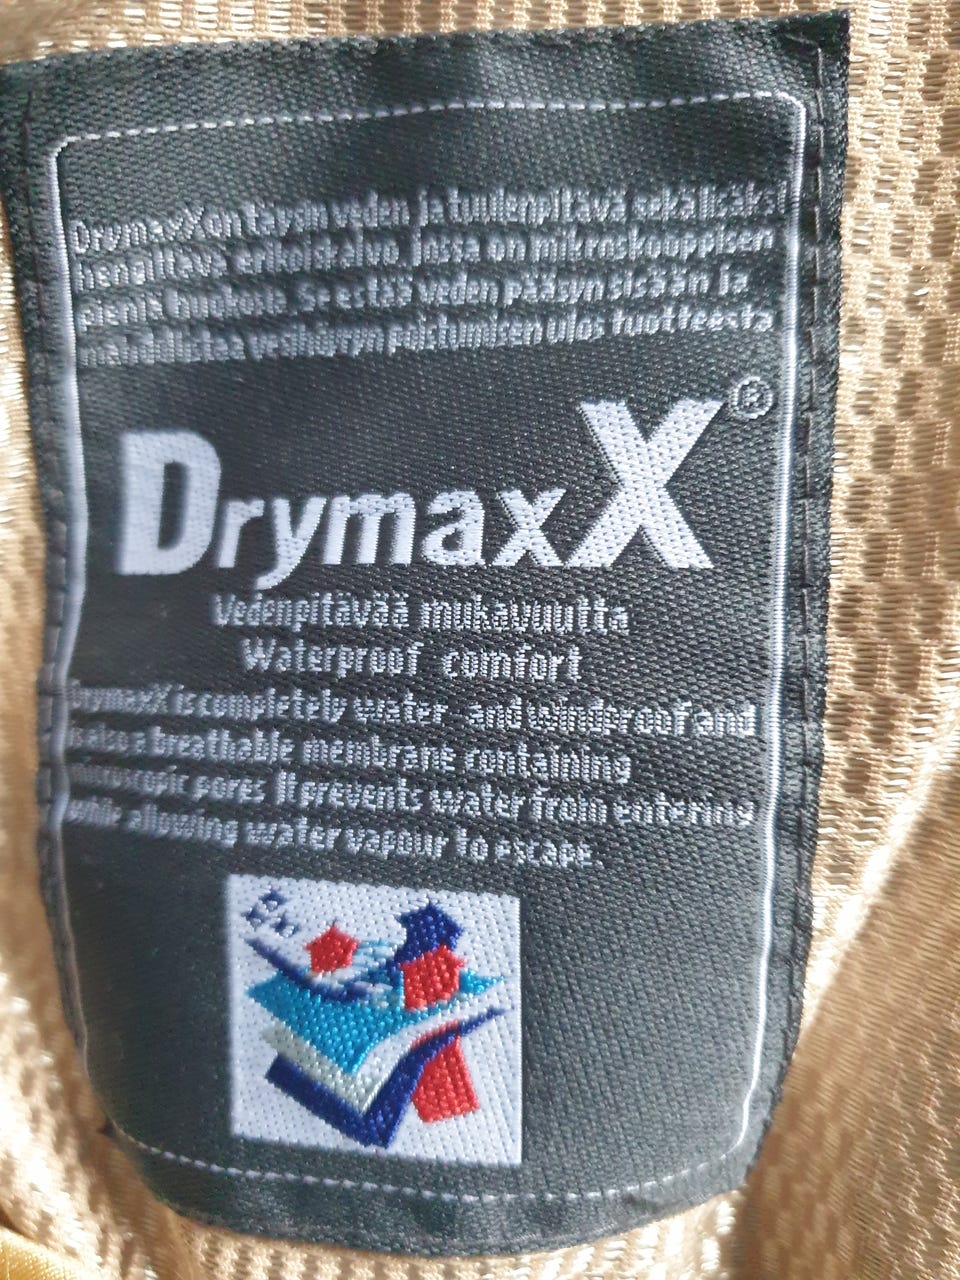 DrymaxX on täysin veden ja tuulenpitävä sekä lisäksi
hengittävä erikoiskalvo, jossa on mikroskooppisen
pieniä huokosia. Se estää veden pääsyn sisään ja
mahdollistaa vesihöyryn poistumisen ulos tuotteesta
DrymaxX®
Vedenpitävää mukavuutta
Waterproof comfort
DrymaxX is completely water and windproof and
is also a breathable membrane containing
microscopic pores. It prevents water from entering
while allowing water vapour to escape.